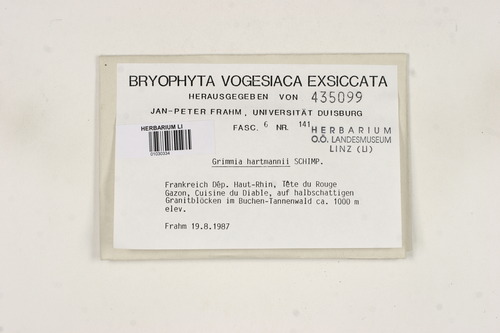 BRYOPHYTA VOGESIACA EXSICCATA
HERAUSGEGEBEN VON 435099
JAN-PETER FRAHM, UNIVERSITÄT DUISBURG
FASC. 6 NR. 141
HERBARIUM LI
01030334
HERBARIUM
O.Ö. LANDESMUSEUM
LINZ (LI)
Grimmia hartmannii SCHIMP.
Frankreich Dêp. Haut-Rhin, Tête du Rouge
Gazon, Cuisine du Diable, auf halbschattigen
Granitblöcken im Buchen-Tannenwald ca. 1000 m
elev.
Frahm 19.8.1987